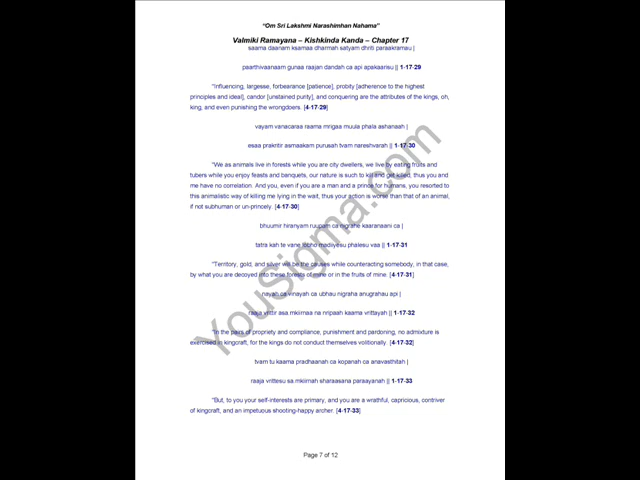 “Om Sri Lakshmi Narashimhan Nahama”
Valmiki Ramayana – Kishkinda Kanda – Chapter 17
saama daanam ksamaa dharmah satyam dhriti paraakramau |
paarthivaanaam gunaa raajan dandah ca api apakaarisu || 1-17-29
“Influencing, largesse, forbearance [patience], probity [adherence to the highest
principles and ideal], candor [unstained purity], and conquering are the attributes of the kings, oh,
king, and even punishing the wrongdoers. [4-17-29]
vayam vanacaraa raama mrigaa muula phala ashanaah |
esaa prakritir asmaakam purusah tvam nareshvarah || 1-17-30
“We as animals live in forests while you are city dwellers, we live by eating fruits and
tubers while you enjoy feasts and banquets, our nature is such to kill and get killed, thus you and
me have no correlation. And you, even if you are a man and a prince for humans, you resorted to
this animalistic way of killing me lying in the wait, thus your action is worse than that of an animal,
if not subhuman or un-princely. [4-17-30]
bhuumir hiranyam ruupam ca nigrahe kaaranaani ca |
tatra kah te vane lobho madiiyesu phalesu vaa || 1-17-31
“Territory, gold, and silver will be the causes while counteracting somebody, in that case,
by what you are decoyed into these forests of mine or in the fruits of mine. [4-17-31]
nayah ca vinayah ca ubhau nigraha anugrahau api |
raaja vrittir asa mkiirnaa na nripaah kaama vrittayah || 1-17-32
“In the pairs of propriety and compliance, punishment and pardoning, no admixture is
exercised in kingcraft, for the kings do not conduct themselves volitionally. [4-17-32]
tvam tu kaama pradhaanah ca kopanah ca anavasthitah |
raaja vrittesu sa mkiirnah sharaasana paraayanah || 1-17-33
“But, to you your self-interests are primary, and you are a wrathful, capricious, contriver
of kingcraft, and an impetuous shooting-happy archer. [4-17-33]
YouSigma.com
Page 7 of 12